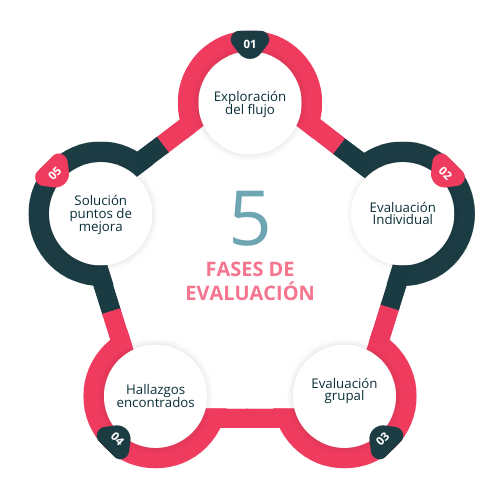 01
Exploración
del flujo
02
Evaluación
Individual
03
Evaluación
grupal
04
Hallazgos
encontrados
05
Solución
puntos de
mejora
5
FASES DE
EVALUACIÓN